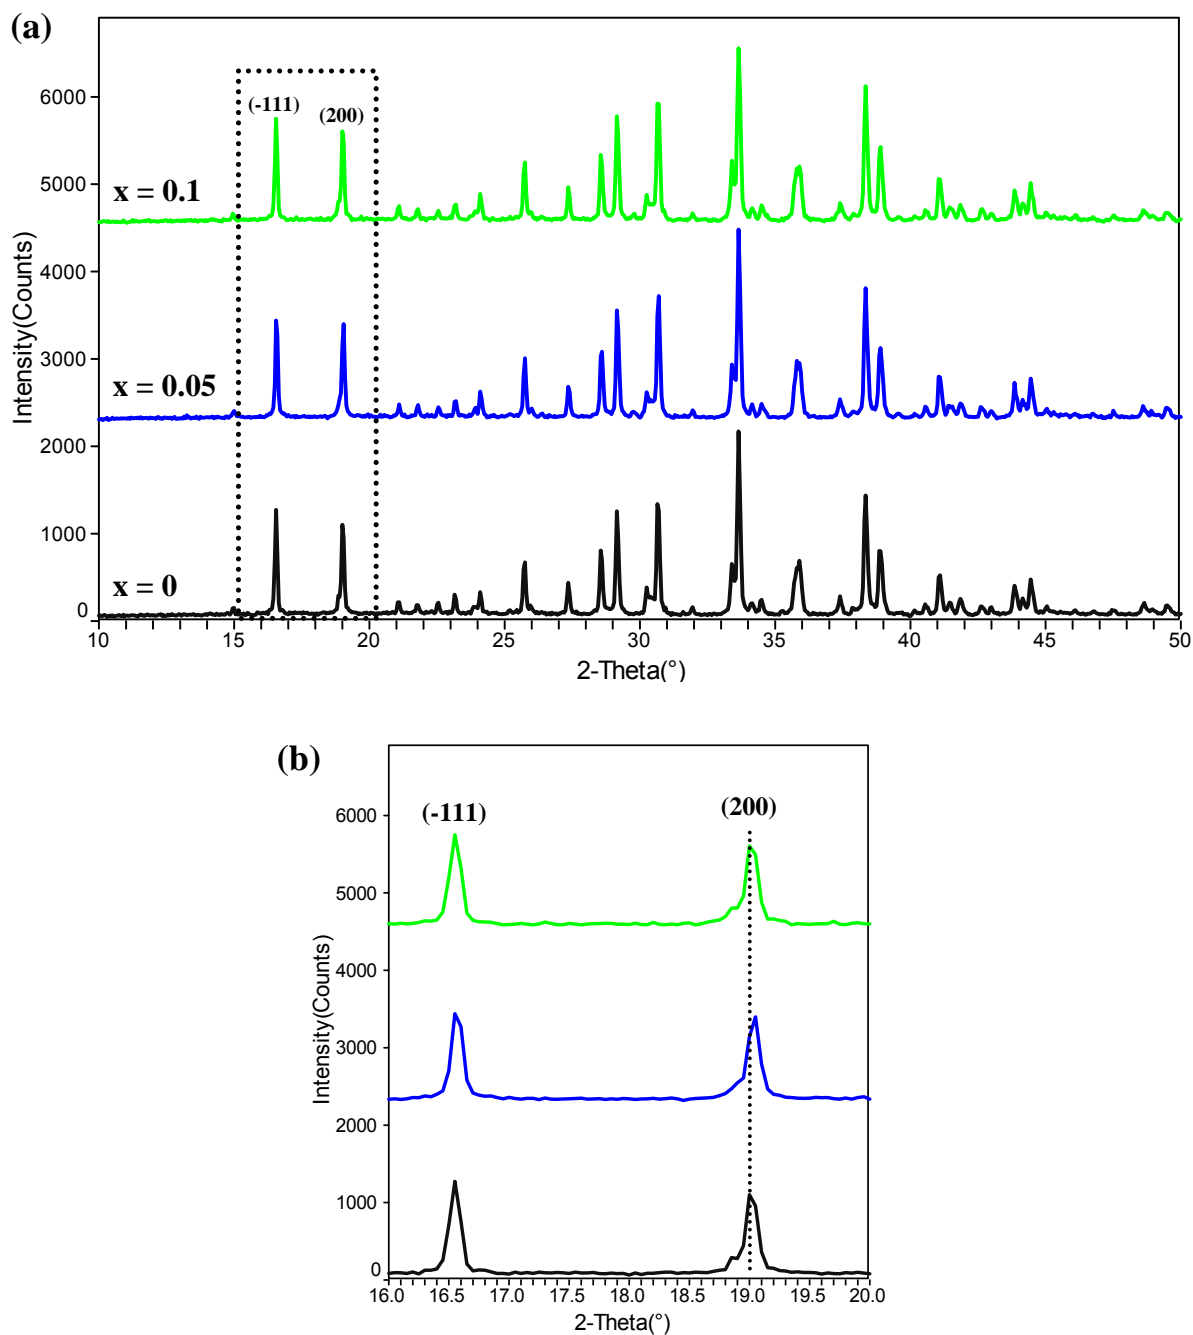 (a)
6000
(-111)
(200)
x = 0.1
5000
4000
Intensity(Counts)
3000
x = 0.05
2000
1000
x = 0
0
10 15 20 25 30 35 40 45 50
2-Theta(°)
(b)
(-111)
(200)
6000
5000
4000
Intensity(Counts)
3000
2000
1000
0
16.0 16.5 17.0 17.5 18.0 18.5 19.0 19.5 20.0
2-Theta(°)